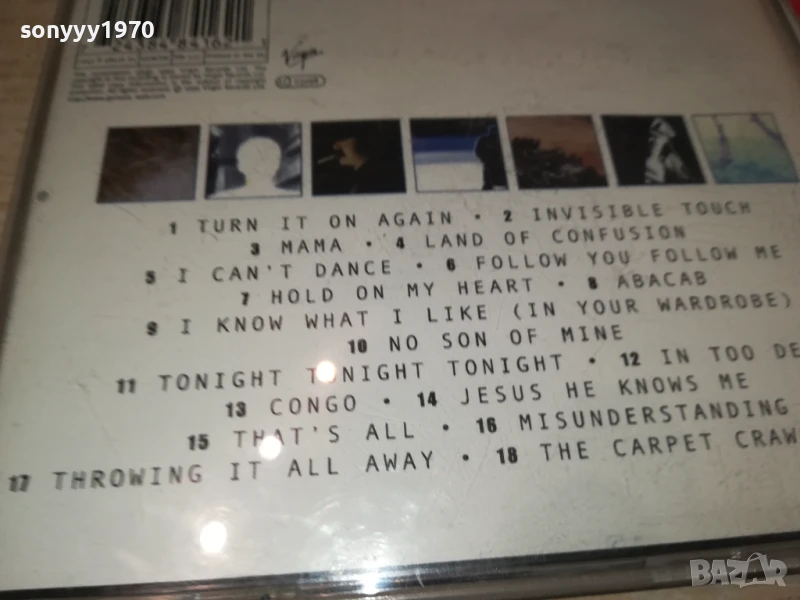 sonyyy1970
Virgin
1 TURN IT ON AGAIN • 2 INVISIBLE TOUCH
3 MAMA • 4 LAND OF CONFUSION
5 I CAN'T DANCE • 6 FOLLOW YOU FOLLOW ME
7 HOLD ON MY HEART • 8 ABACAB
9 I KNOW WHAT I LIKE (IN YOUR WARDROBE)
10 NO SON OF MINE
11 TONIGHT TONIGHT TONIGHT • 12 IN TOO DE
13 CONGO • 14 JESUS HE KNOWS ME
15 THAT'S ALL • 16 MISUNDERSTANDING
17 THROWING IT ALL AWAY • 18 THE CARPET CRAW
BAZAR